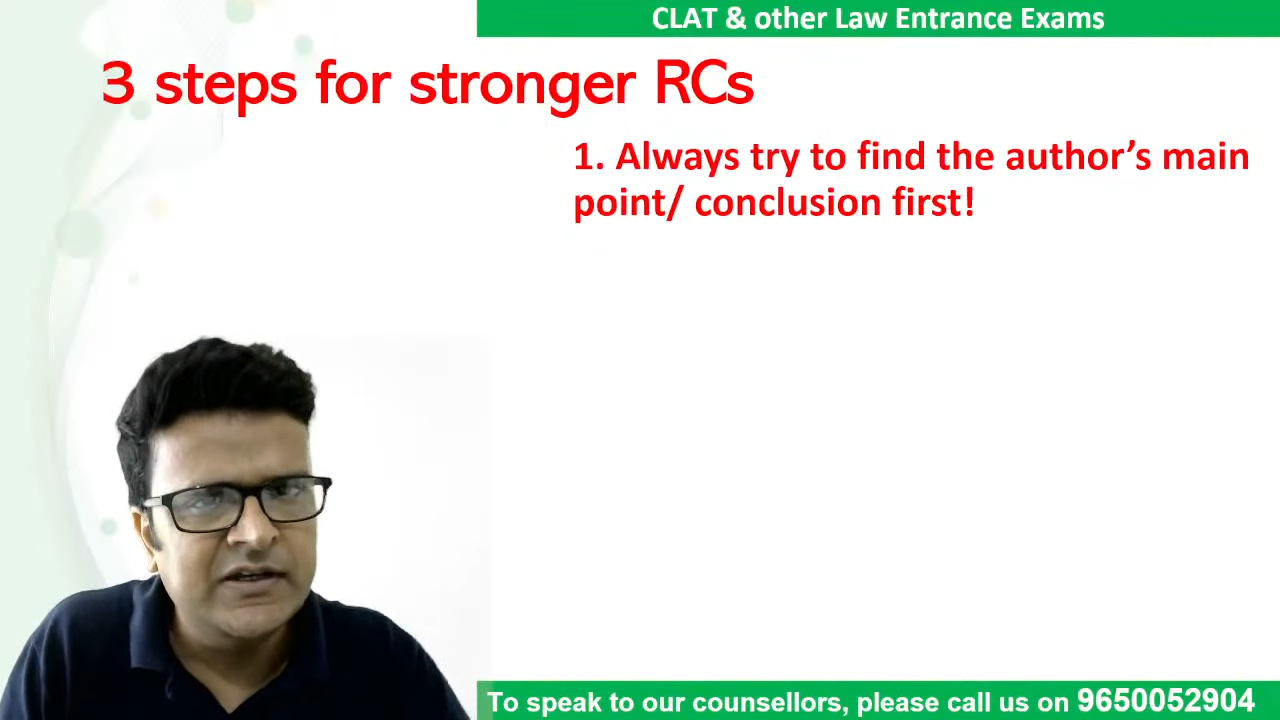 CLAT & other Law Entrance Exams
3 steps for stronger RCs
1. Always try to find the author’s main
point/ conclusion first!
To speak to our counsellors, please call us on 9650052904